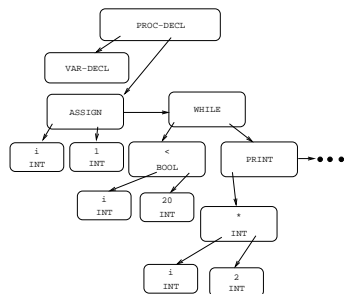 PROC-DECL
VAR-DECL
ASSIGN
WHILE
i
INT
1
INT
<
BOOL
PRINT
i
INT
20
INT
*
INT
i
INT
2
INT